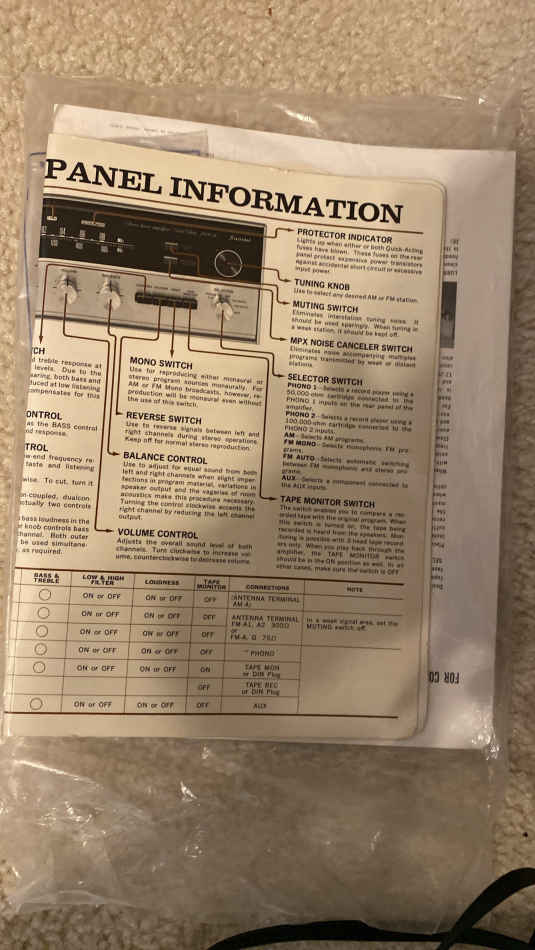 PANEL INFORMATION
Sansui
PROTECTOR INDICATOR
Lights up when either or both Quick-Acting
fuses have blown. These fuses on the rear
panel protect expensive power transistors
against accidental short circuit or excessive
input power.
TUNING KNOB
Use to select any desired AM or FM station.
MUTING SWITCH
Eliminates interstation tuning noise. It
should be used sparingly. When tuning in
a weak station, it should be kept off.
MPX NOISE CANCELER SWITCH
Eliminates noise accompanying multiplex
programs transmitted by weak or distant
stations.
SELECTOR SWITCH
PHONO 1—Selects a record player using a
50,000-ohm cartridge connected to the
PHONO 1 inputs on the rear panel of the
amplifier.
PHONO 2—Selects a record player using a
100,000-ohm cartridge connected to the
PHONO 2 inputs.
AM—Selects AM programs.
FM MONO—Selects monophonic FM pro-
grams.
FM AUTO—Selects automatic switching
between FM monophonic and stereo pro-
grams.
AUX—Selects a component connected to
the AUX inputs.
TAPE MONITOR SWITCH
The switch enables you to compare a rec-
orded tape with the original program. When
this switch is turned on, the tape being
recorded is heard from the speakers. Mon-
itoring is possible with 3 head tape record-
ers only. When you play back through the
amplifier, the TAPE MONITOR switch
should be in the ON position as well. In all
other cases, make sure the switch is OFF
MONO SWITCH
Use for reproducing either monaural or
stereo program sources monaurally. For
AM or FM Mono broadcasts, however, re-
production will be monaural even without
the use of this switch.
REVERSE SWITCH
Use to reverse signals between left and
right channels during stereo operations.
Keep off for normal stereo reproduction.
BALANCE CONTROL
Use to adjust for equal sound from both
left and right channels when slight imper-
fections in program material, variations in
speaker output and the vagaries of room
acoustics make this procedure necessary.
Turning the control clockwise accents the
right channel by reducing the left channel
output.
VOLUME CONTROL
Adjusts the overall sound level of both
channels. Turn clockwise to increase vol-
ume, counterclockwise to decrease volume.
TCH
d treble response at
levels. Due to the
earing, both bass and
duced at low listening
compensates for this
ONTROL
as the BASS control
nd response.
TROL
w-end frequency re-
taste and listening
wise. To cut, turn it
on-coupled, dualcon-
ctually two controls
s bass loudness in the
r knob controls bass
hannel. Both outer
be used simultane-
, as required.
BASS & TREBLE LOW & HIGH FILTER LOUDNESS TAPE MONITOR CONNECTIONS NOTE
ON or OFF ON or OFF OFF (ANTENNA TERMINAL AM-A)
ON or OFF ON or OFF OFF ANTENNA TERMINAL FM-A1, A2 300Ω In a weak signal area, set the MUTING switch off.
ON or OFF ON or OFF OFF or FM-A, G 75Ω
ON or OFF ON or OFF OFF PHONO
ON or OFF ON or OFF ON TAPE MON or DIN Plug
OFF TAPE REC or DIN Plug
ON or OFF ON or OFF OFF AUX
FOR CO